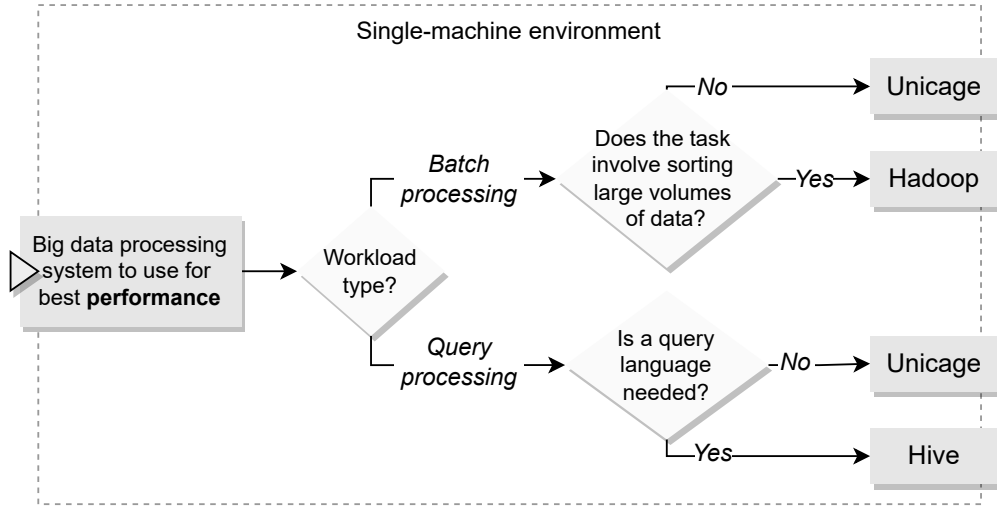 Single-machine environment
Big data processing
system to use for
best performance
Workload
type?
Batch
processing
Does the task
involve sorting
large volumes
of data?
No
Unicage
Yes
Hadoop
Query
processing
Is a query
language
needed?
No
Unicage
Yes
Hive